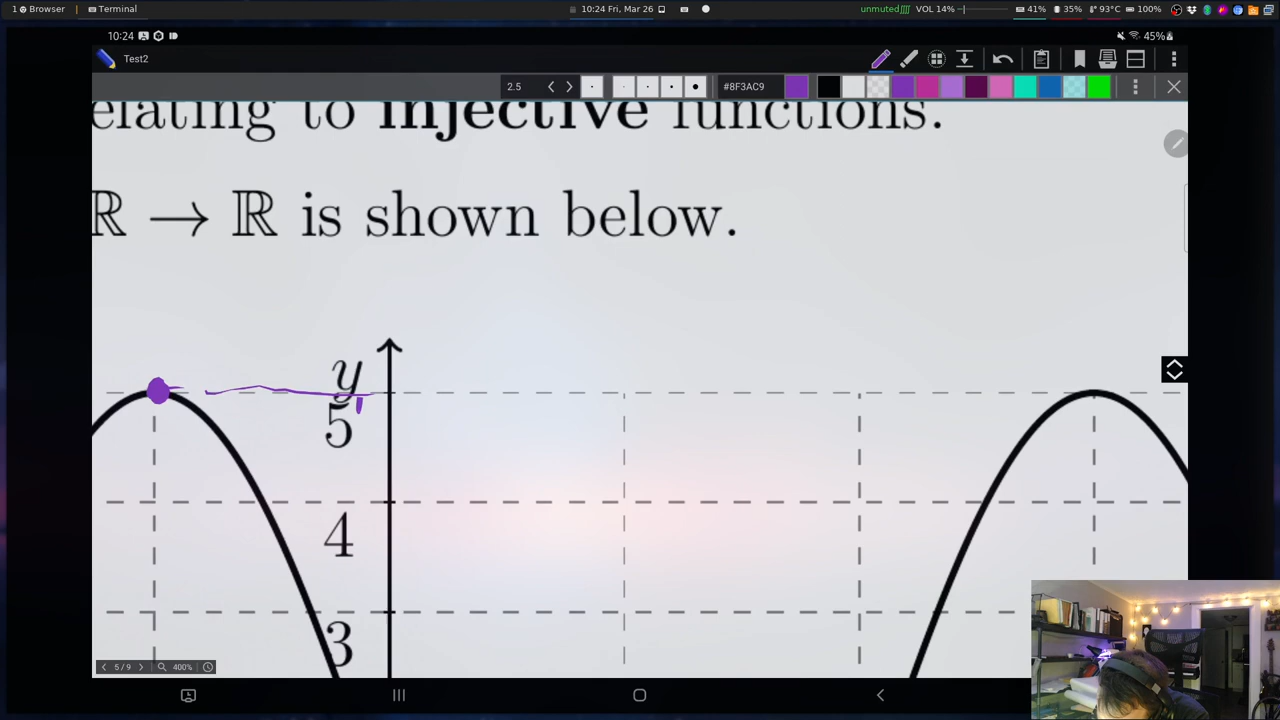 1 Browser Terminal 10:24 Fri, Mar 26 unmuted VOL 14% 41% 35% 93°C 100%
10:24 45%
Test2
2.5 #8F3AC9
elating to injective functions.
ℝ → ℝ is shown below.
y
5
4
3
5 / 9 400%